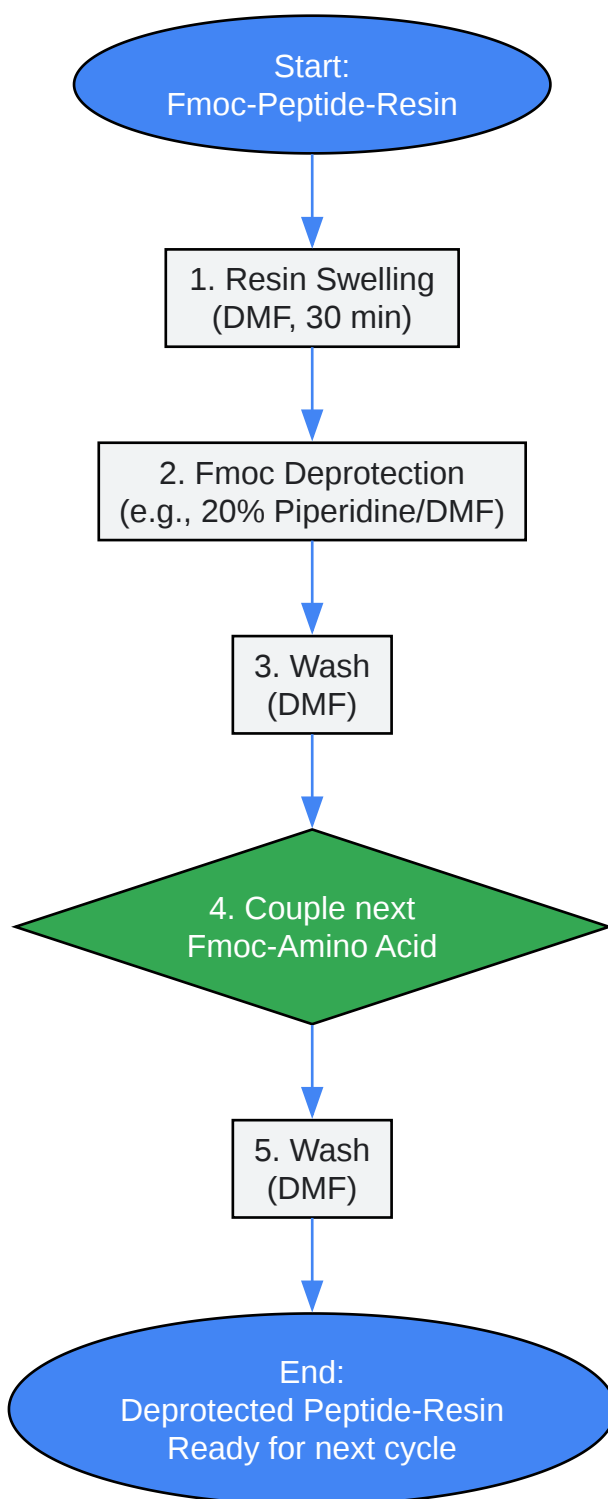 Start:
Fmoc-Peptide-Resin
1. Resin Swelling
(DMF, 30 min)
2. Fmoc Deprotection
(e.g., 20% Piperidine/DMF)
3. Wash
(DMF)
4. Couple next
Fmoc-Amino Acid
5. Wash
(DMF)
End:
Deprotected Peptide-Resin
Ready for next cycle